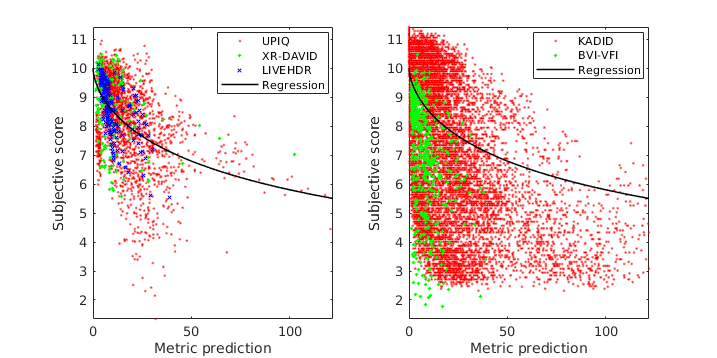 11
10
9
8
7
6
5
4
3
2
Subjective score
0
50
100
Metric prediction
UPIQ
XR-DAVID
LIVEHDR
Regression
11
10
9
8
7
6
5
4
3
2
Subjective score
0
50
100
Metric prediction
KADID
BVI-VFI
Regression